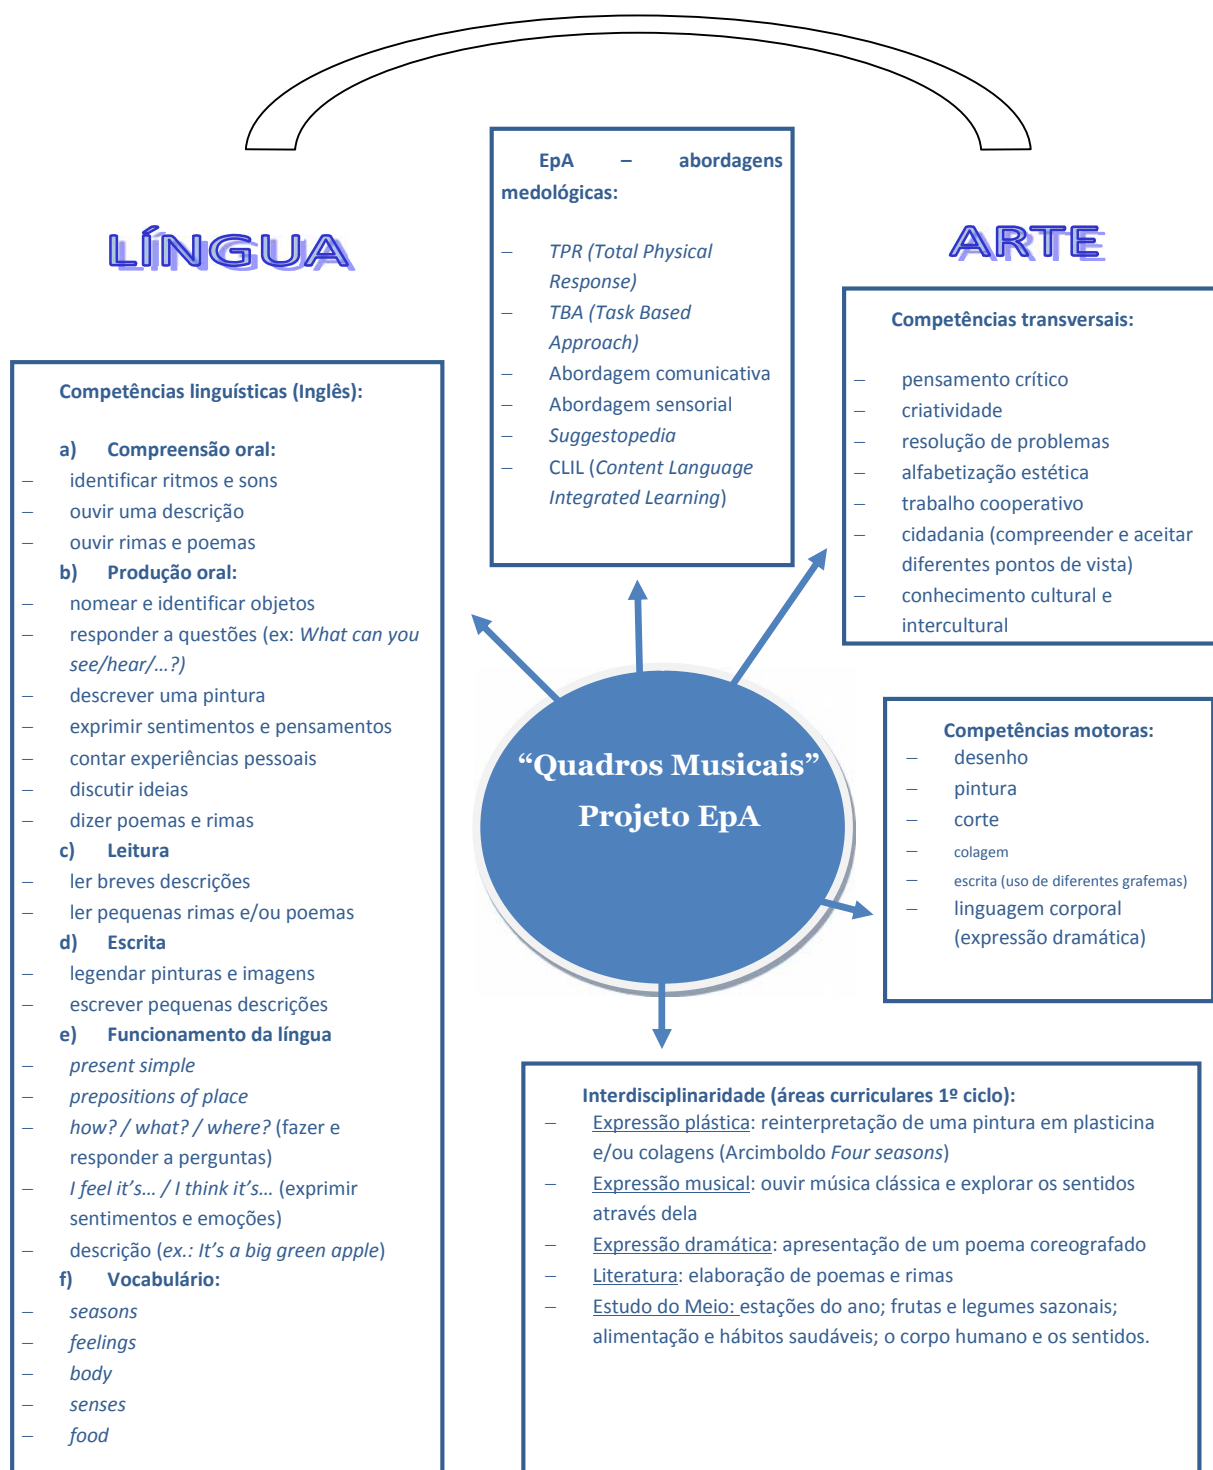 LÍNGUA
ARTE
EpA – abordagens
medológicas:
– TPR (Total Physical
Response)
– TBA (Task Based
Approach)
– Abordagem comunicativa
– Abordagem sensorial
– Suggestopedia
– CLIL (Content Language
Integrated Learning)
Competências transversais:
– pensamento crítico
– criatividade
– resolução de problemas
– alfabetização estética
– trabalho cooperativo
– cidadania (compreender e aceitar
diferentes pontos de vista)
– conhecimento cultural e
intercultural
Competências linguísticas (Inglês):
a) Compreensão oral:
– identificar ritmos e sons
– ouvir uma descrição
– ouvir rimas e poemas
b) Produção oral:
– nomear e identificar objetos
– responder a questões (ex: What can you
see/hear/…?)
– descrever uma pintura
– exprimir sentimentos e pensamentos
– contar experiências pessoais
– discutir ideias
– dizer poemas e rimas
c) Leitura
– ler breves descrições
– ler pequenas rimas e/ou poemas
d) Escrita
– legendar pinturas e imagens
– escrever pequenas descrições
e) Funcionamento da língua
– present simple
– prepositions of place
– how? / what? / where? (fazer e
responder a perguntas)
– I feel it’s… / I think it’s… (exprimir
sentimentos e emoções)
– descrição (ex.: It’s a big green apple)
f) Vocabulário:
– seasons
– feelings
– body
– senses
– food
“Quadros Musicais”
Projeto EpA
Competências motoras:
– desenho
– pintura
– corte
– colagem
– escrita (uso de diferentes grafemas)
– linguagem corporal
(expressão dramática)
Interdisciplinaridade (áreas curriculares 1º ciclo):
– Expressão plástica: reinterpretação de uma pintura em plasticina
e/ou colagens (Arcimboldo Four seasons)
– Expressão musical: ouvir música clássica e explorar os sentidos
através dela
– Expressão dramática: apresentação de um poema coreografado
– Literatura: elaboração de poemas e rimas
– Estudo do Meio: estações do ano; frutas e legumes sazonais;
alimentação e hábitos saudáveis; o corpo humano e os sentidos.